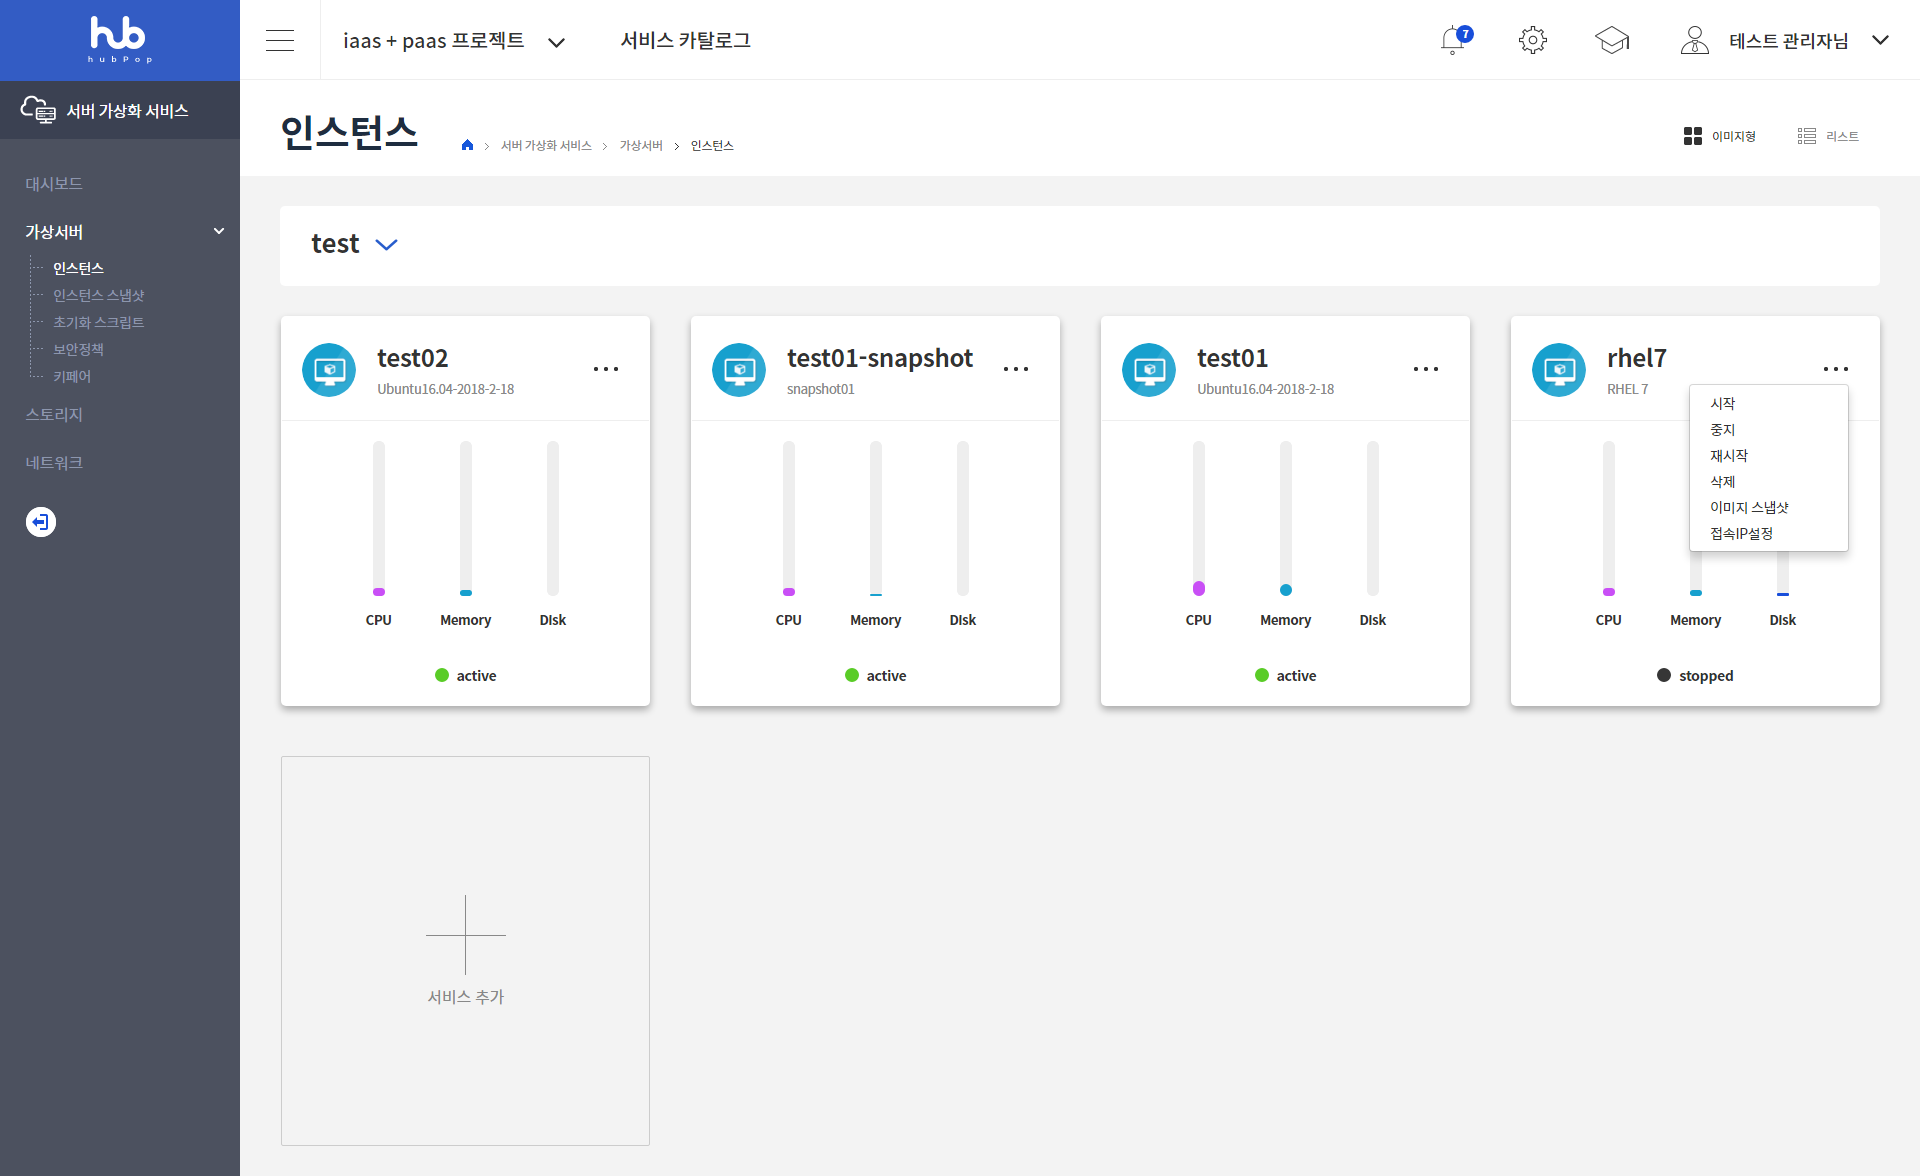 hub
hubPop
iaas + paas 프로젝트
서비스 카탈로그
7
테스트 관리자님
서버 가상화 서비스
대시보드
가상서버
인스턴스
인스턴스 스냅샷
초기화 스크립트
보안정책
키페어
스토리지
네트워크
인스턴스
서버 가상화 서비스
가상서버
인스턴스
이미지형
리스트
test
test02
Ubuntu16.04-2018-2-18
CPU
Memory
DIsk
active
test01-snapshot
snapshot01
CPU
Memory
DIsk
active
test01
Ubuntu16.04-2018-2-18
CPU
Memory
DIsk
active
rhel7
RHEL 7
시작
중지
재시작
삭제
이미지 스냅샷
접속IP설정
CPU
Memory
DIsk
stopped
서비스 추가